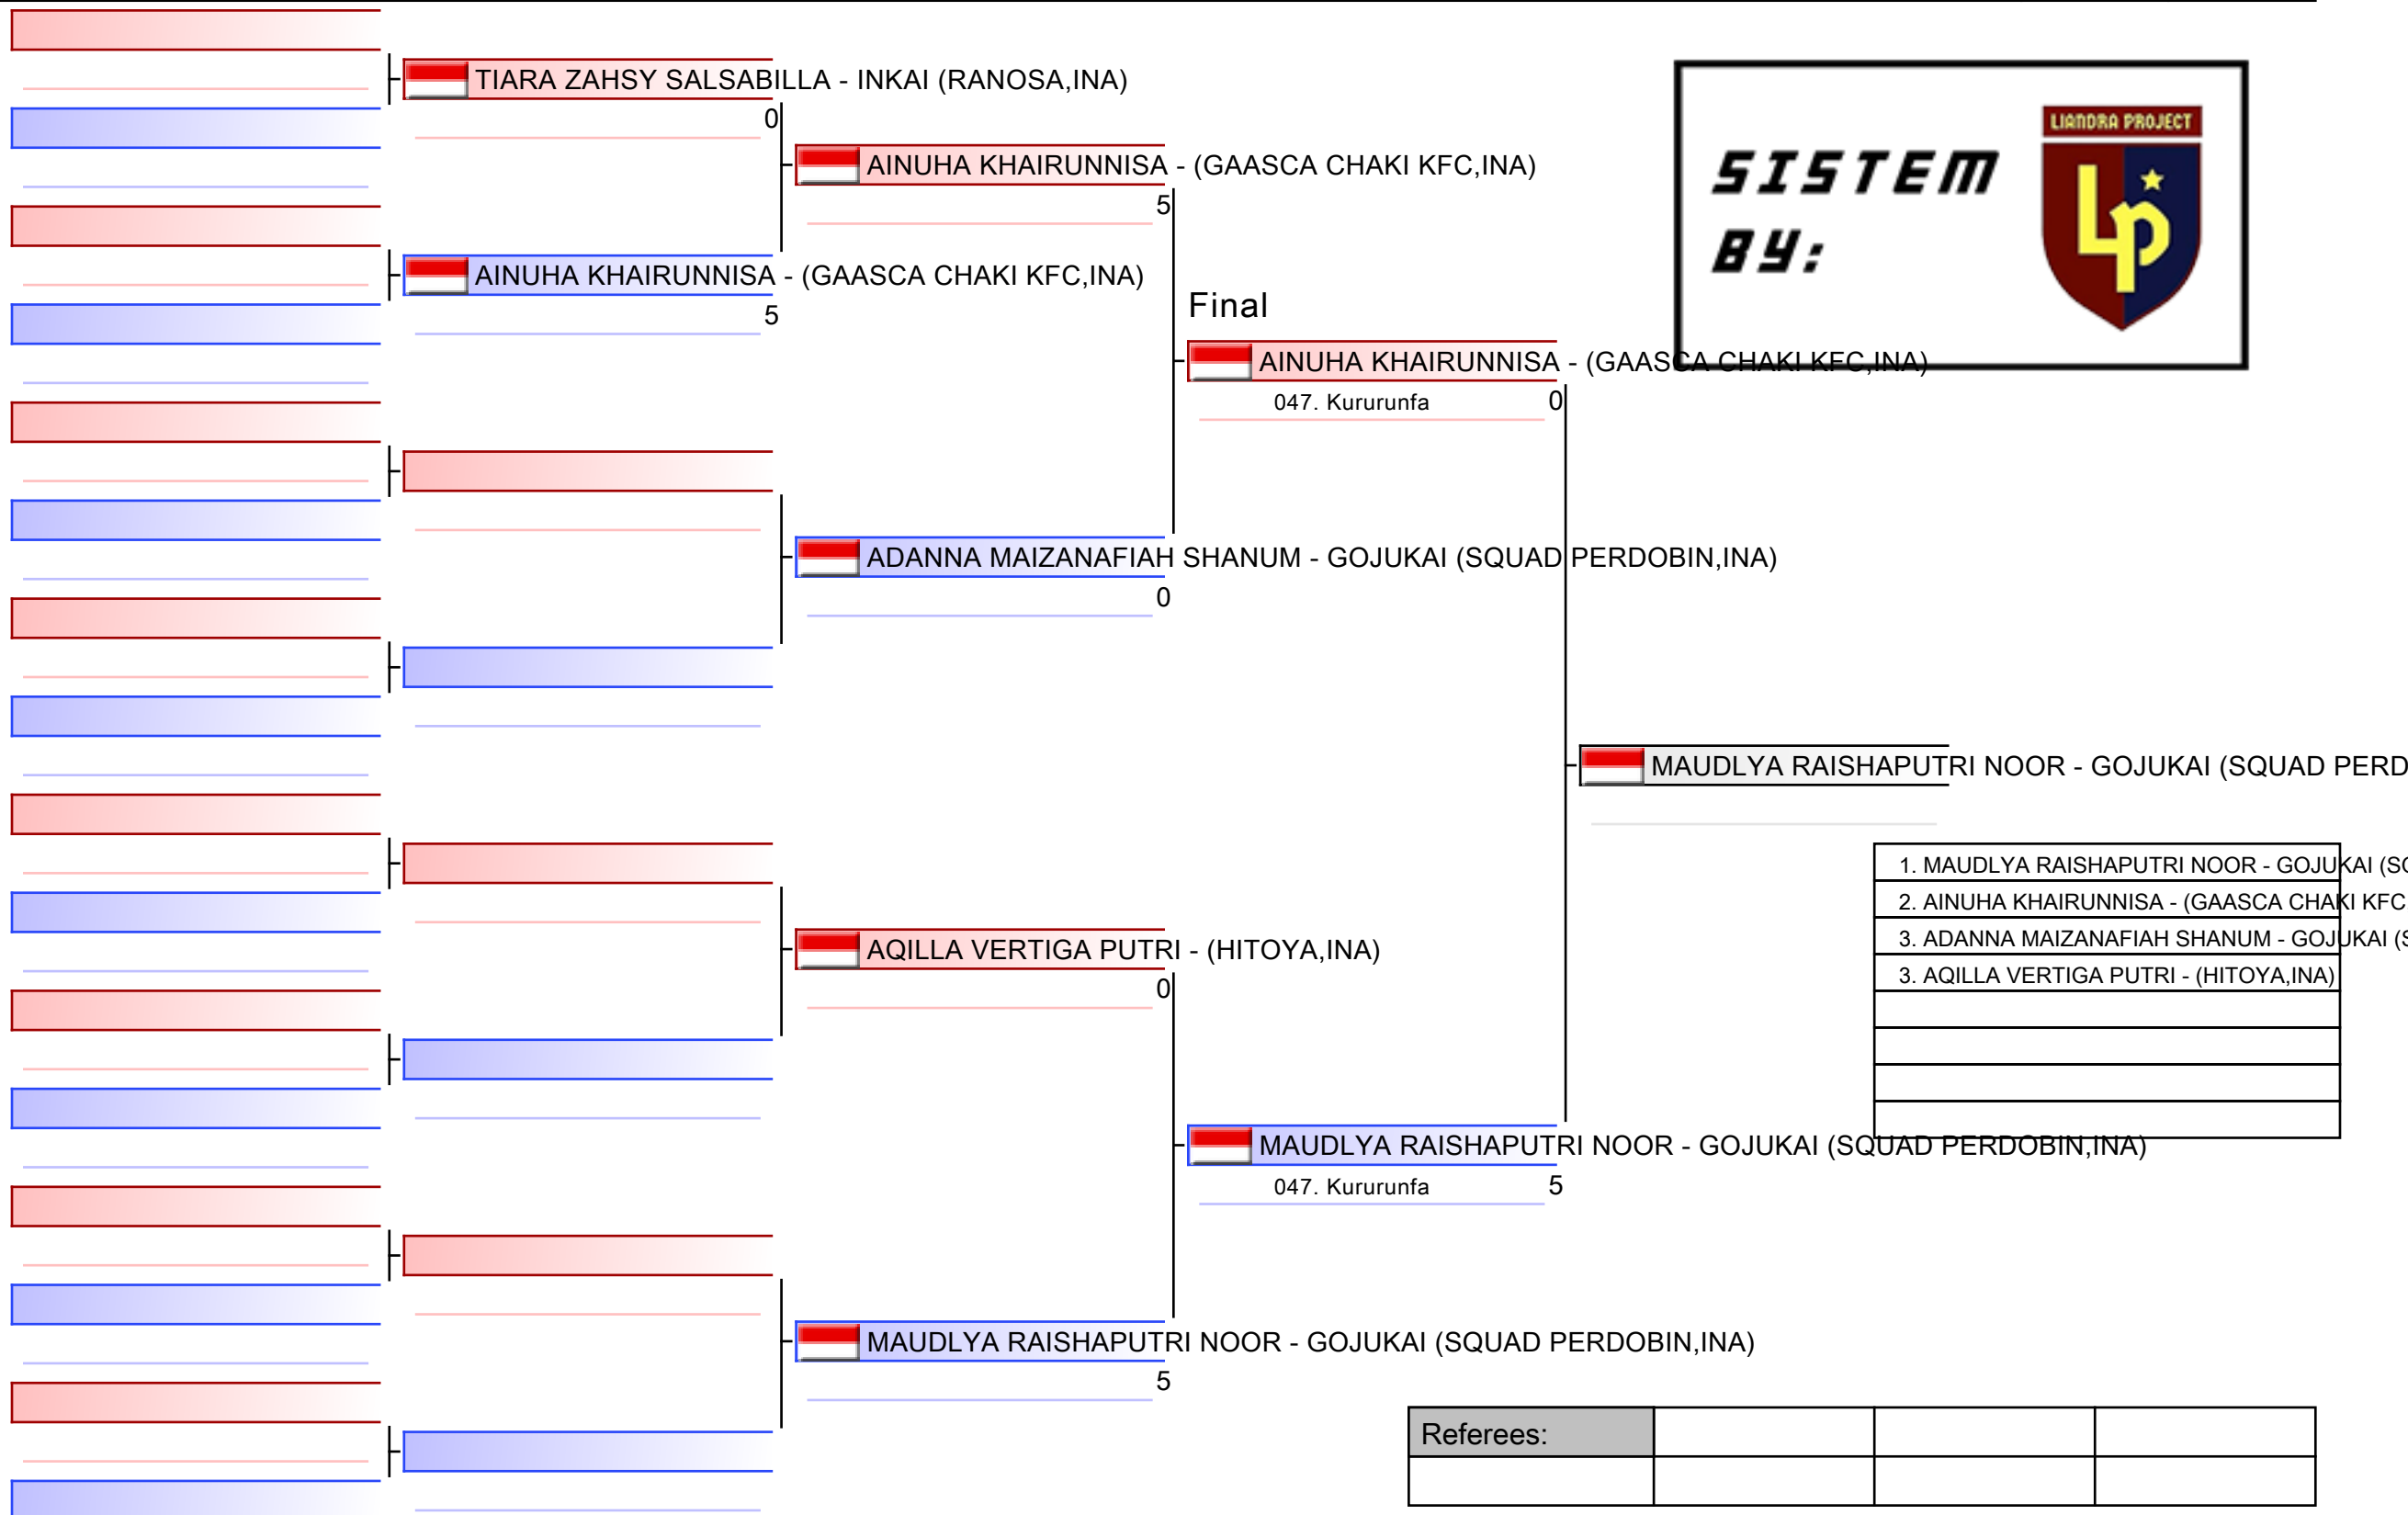 TIARA ZAHSY SALSABILLA - INKAI (RANOSA,INA)
0
AINUHA KHAIRUNNISA - (GAASCA CHAKI KFC,INA)
5
AINUHA KHAIRUNNISA - (GAASCA CHAKI KFC,INA)
5
ADANNA MAIZANAFIAH SHANUM - GOJUKAI (SQUAD PERDOBIN,INA)
0
AQILLA VERTIGA PUTRI - (HITOYA,INA)
0
MAUDLYA RAISHAPUTRI NOOR - GOJUKAI (SQUAD PERDOBIN,INA)
5
Final
AINUHA KHAIRUNNISA - (GAASCA CHAKI KFC,INA)
047. Kururunfa 0
MAUDLYA RAISHAPUTRI NOOR - GOJUKAI (SQUAD PERDOBIN,INA)
047. Kururunfa 5
SISTEM
BY:
LIANDRA PROJECT
Lp
MAUDLYA RAISHAPUTRI NOOR - GOJUKAI (SQUAD PERD
1. MAUDLYA RAISHAPUTRI NOOR - GOJUKAI (SQ
2. AINUHA KHAIRUNNISA - (GAASCA CHAKI KFC
3. ADANNA MAIZANAFIAH SHANUM - GOJUKAI (S
3. AQILLA VERTIGA PUTRI - (HITOYA,INA)
Referees: